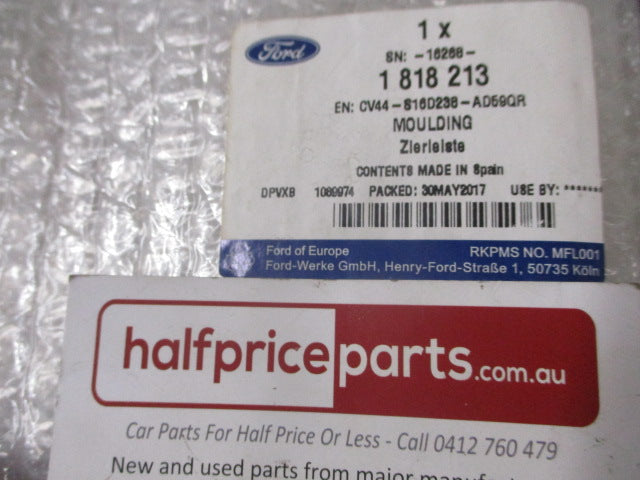 Ford
1 x
SN: -16268-
1 818 213
EN: CV44-S16D236-AD59QR
MOULDING
Zierleiste
CONTENTS MADE IN Spain
DPVXB 1089974 PACKED: 30MAY2017 USE BY: *******
Ford of Europe RKPMS NO. MFL001
Ford-Werke GmbH, Henry-Ford-Straße 1, 50735 Köln
halfpriceparts.com.au
Car Parts For Half Price Or Less - Call 0412 760 479
New and used parts from major